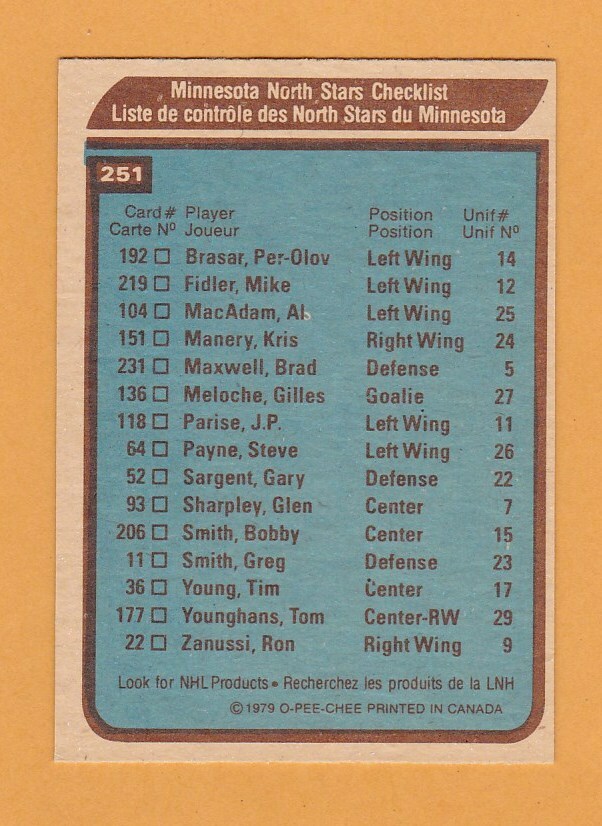 Minnesota North Stars Checklist
Liste de contrôle des North Stars du Minnesota
251
Card # Player Position Unif #
Carte Nº Joueur Position Unif Nº
192 □ Brasar, Per-Olov Left Wing 14
219 □ Fidler, Mike Left Wing 12
104 □ MacAdam, Al Left Wing 25
151 □ Manery, Kris Right Wing 24
231 □ Maxwell, Brad Defense 5
136 □ Meloche, Gilles Goalie 27
118 □ Parise, J.P. Left Wing 11
64 □ Payne, Steve Left Wing 26
52 □ Sargent, Gary Defense 22
93 □ Sharpley, Glen Center 7
206 □ Smith, Bobby Center 15
11 □ Smith, Greg Defense 23
36 □ Young, Tim Center 17
177 □ Younghans, Tom Center-RW 29
22 □ Zanussi, Ron Right Wing 9
Look for NHL Products • Recherchez les produits de la LNH
© 1979 O-PEE-CHEE PRINTED IN CANADA